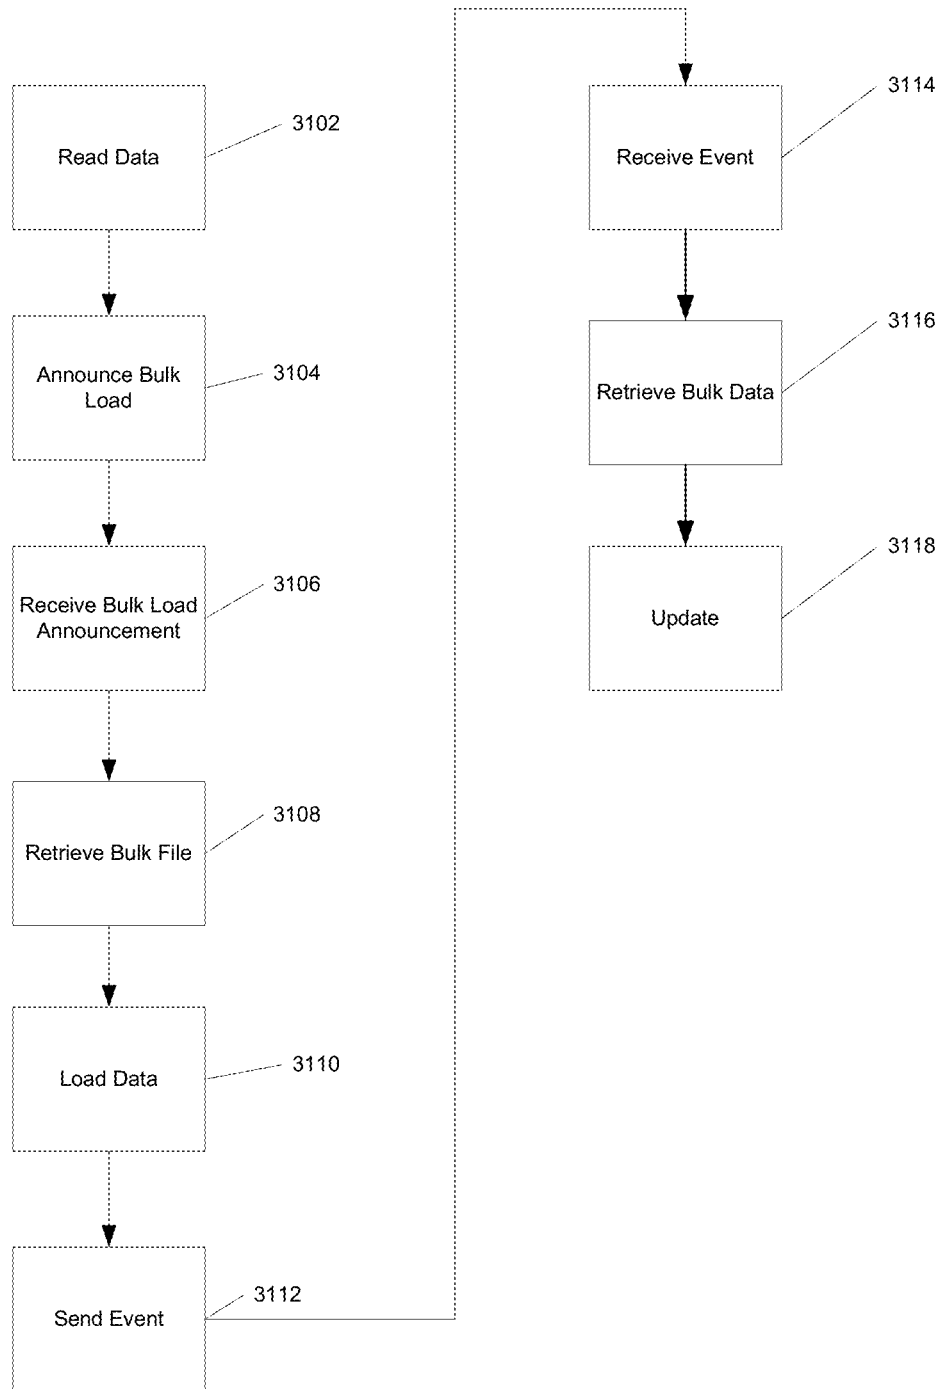 Read Data
3102
Announce Bulk
Load
3104
Receive Bulk Load
Announcement
3106
Retrieve Bulk File
3108
Load Data
3110
Send Event
3112
Receive Event
3114
Retrieve Bulk Data
3116
Update
3118